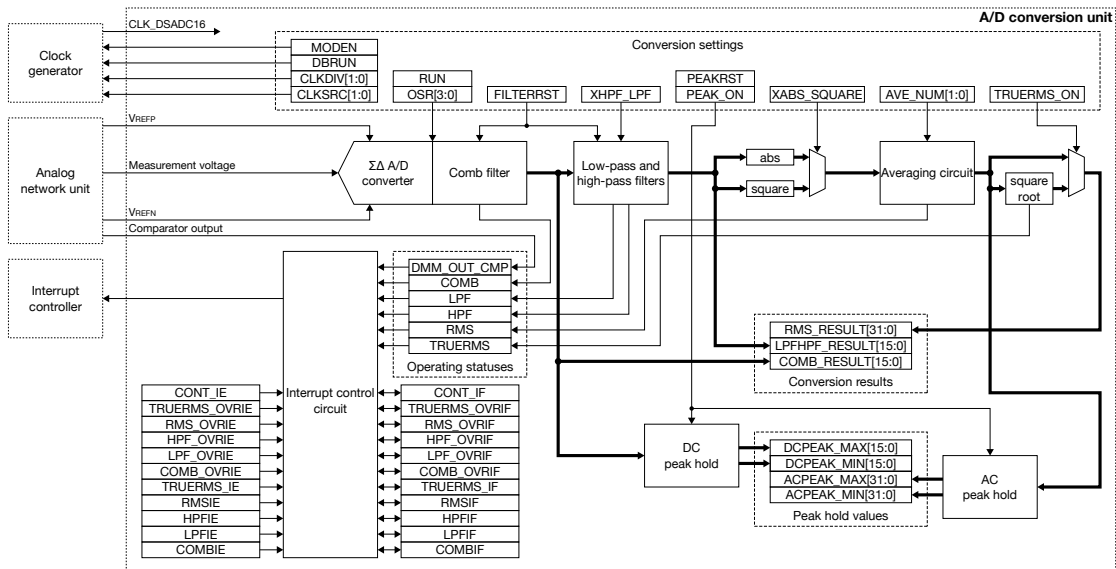 A/D conversion unit
CLK_DSADC16
Clock
generator
Conversion settings
MODEN
DBRUN
CLKDIV[1:0]
CLKSRC[1:0]
RUN
OSR[3:0]
FILTERRST
XHPF_LPF
PEAKRST
PEAK_ON
XABS_SQUARE
AVE_NUM[1:0]
TRUERMS_ON
VREFP
Analog
network unit
Measurement voltage
VREFN
Comparator output
ΣΔ A/D
converter
Comb filter
Low-pass and
high-pass filters
abs
square
Averaging circuit
square
root
Interrupt
controller
DMM_OUT_CMP
COMB
LPF
HPF
RMS
TRUERMS
Operating statuses
RMS_RESULT[31:0]
LPFHPF_RESULT[15:0]
COMB_RESULT[15:0]
Conversion results
Interrupt control
circuit
CONT_IE
TRUERMS_OVRIE
RMS_OVRIE
HPF_OVRIE
LPF_OVRIE
COMB_OVRIE
TRUERMS_IE
RMSIE
HPFIE
LPFIE
COMBIE
CONT_IF
TRUERMS_OVRIF
RMS_OVRIF
HPF_OVRIF
LPF_OVRIF
COMB_OVRIF
TRUERMS_IF
RMSIF
HPFIF
LPFIF
COMBIF
DC
peak hold
DCPEAK_MAX[15:0]
DCPEAK_MIN[15:0]
ACPEAK_MAX[31:0]
ACPEAK_MIN[31:0]
Peak hold values
AC
peak hold